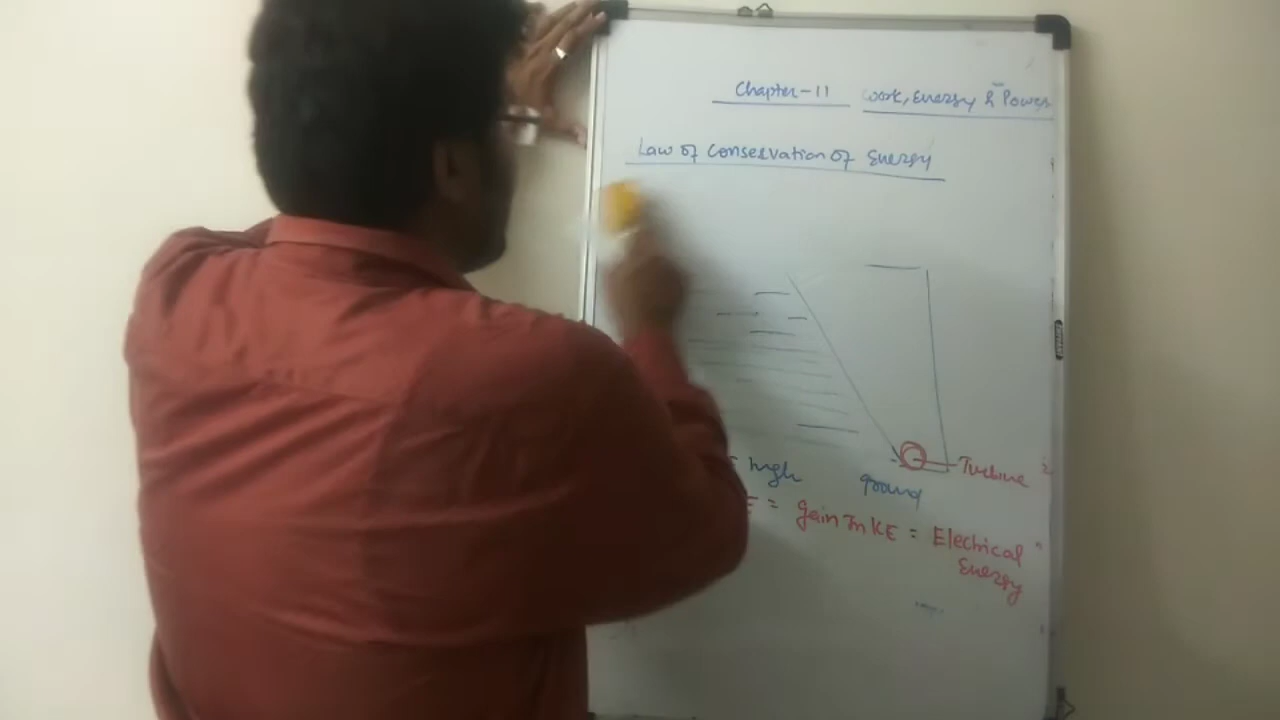 Chapter-11 Work, Energy & Power
Law of Conservation of Energy
high
ground
Turbine
= gain In KE = Electrical
Energy